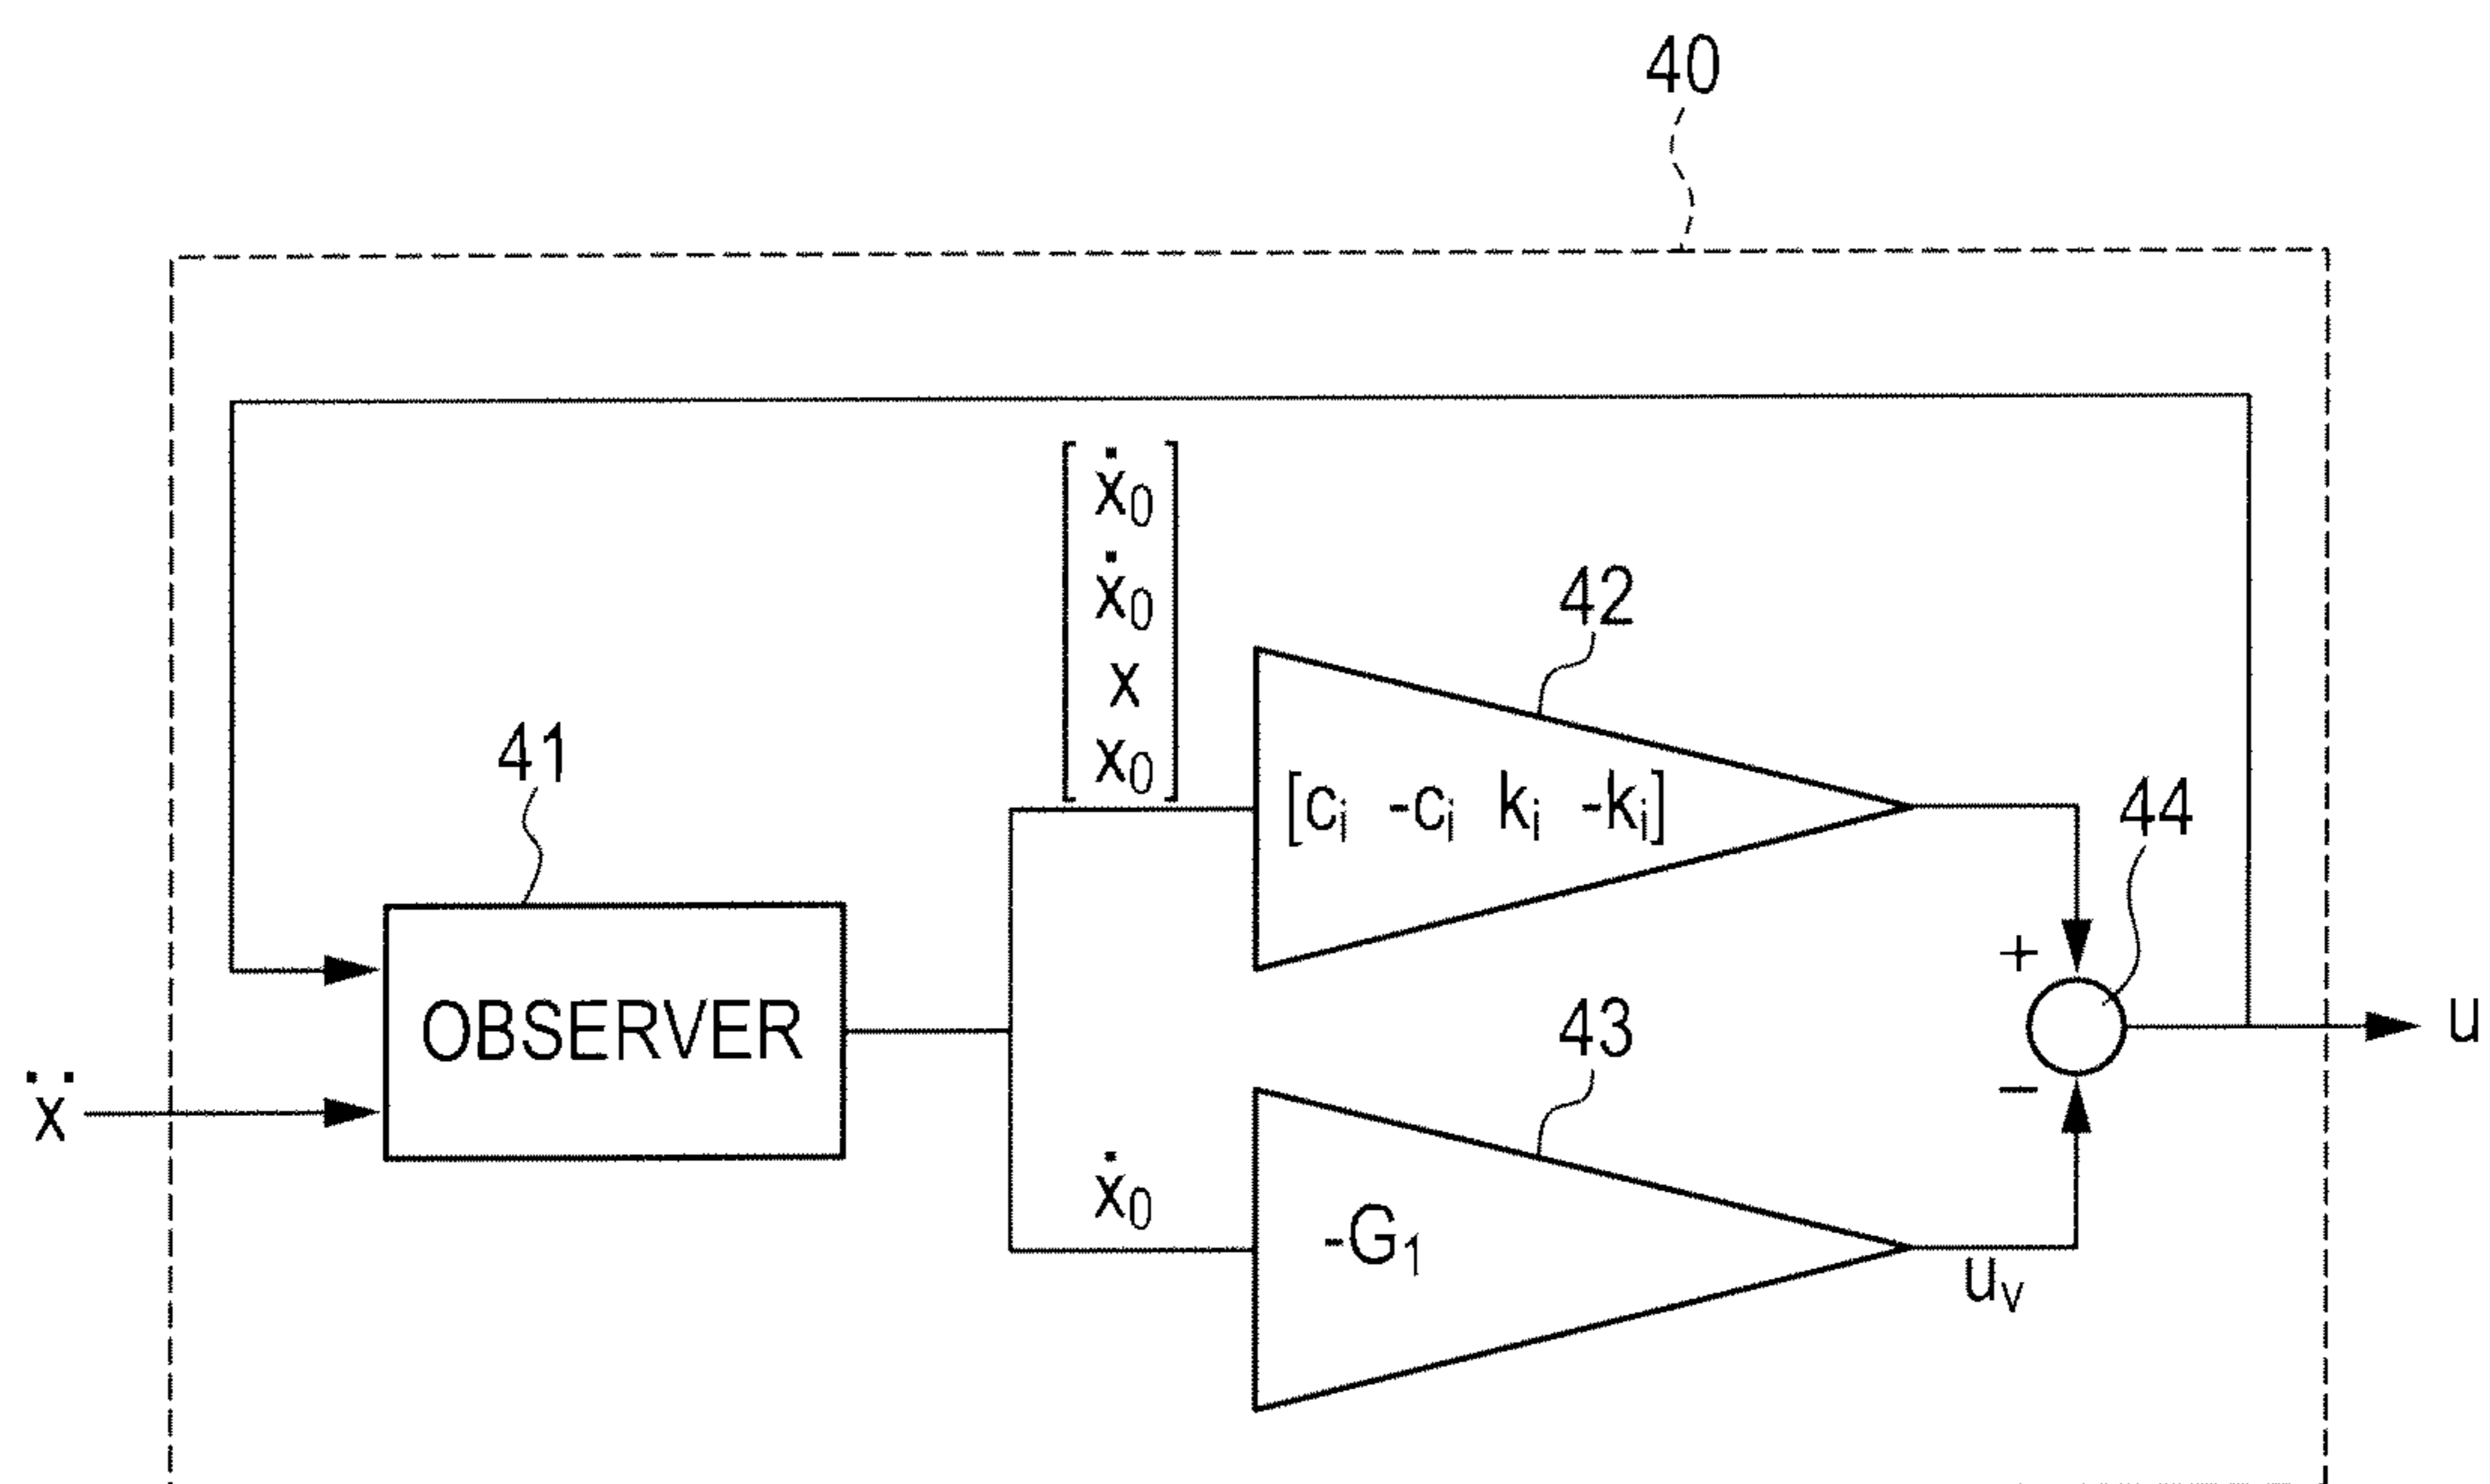 40
ẋ₀
ẋ₀
x
x₀
42
[cᵢ -cᵢ kᵢ -kᵢ]
41
44
+
OBSERVER
43
−
u
ẍ
ẋ₀
-G₁
uᵥ